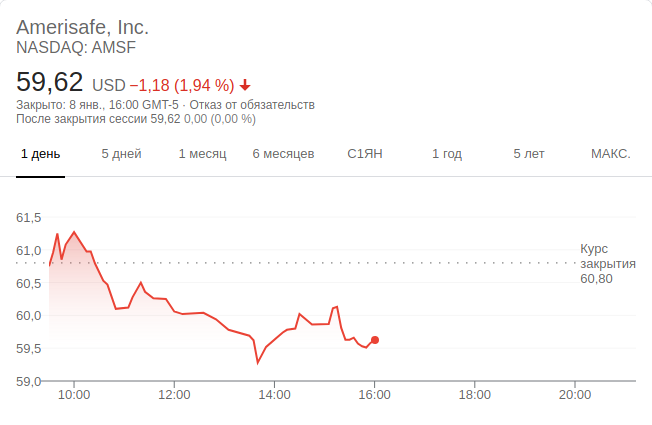 Amerisafe, Inc.
NASDAQ: AMSF
59,62 USD −1,18 (1,94 %)
Закрыто: 8 янв., 16:00 GMT-5 · Отказ от обязательств
После закрытия сессии 59,62 0,00 (0,00 %)
1 день 5 дней 1 месяц 6 месяцев С1ЯН 1 год 5 лет МАКС.
61,5
61,0
60,5
60,0
59,5
59,0
Курс
закрытия
60,80
10:00 12:00 14:00 16:00 18:00 20:00